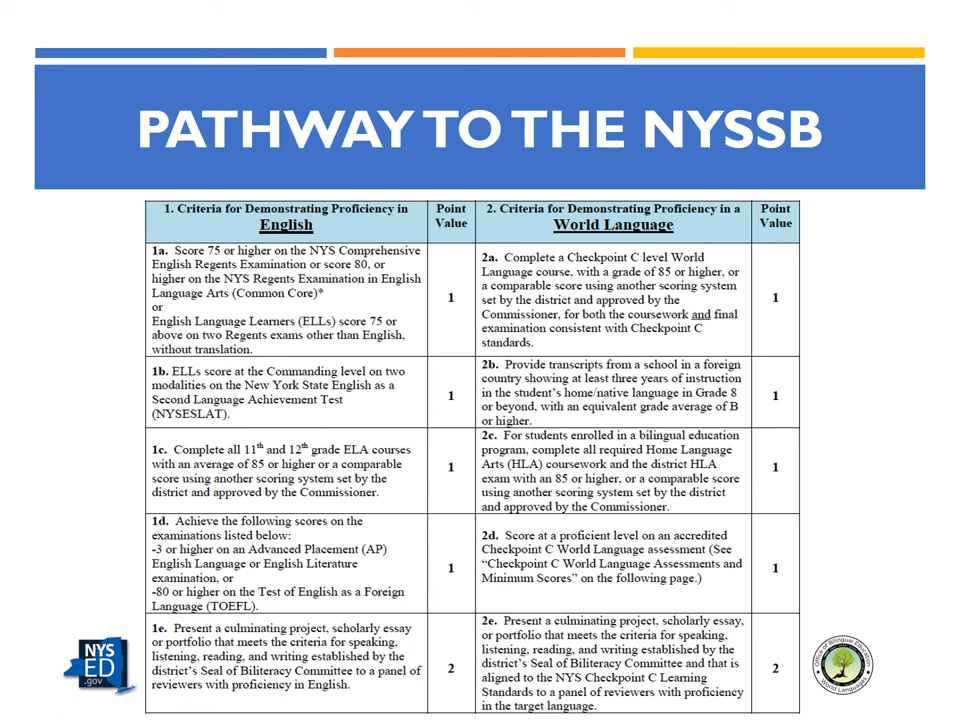 PATHWAY TO THE NYSSB
1. Criteria for Demonstrating Proficiency in
English
Point
Value
2. Criteria for Demonstrating Proficiency in a
World Language
Point
Value
1a. Score 75 or higher on the NYS Comprehensive
English Regents Examination or score 80, or
higher on the NYS Regents Examination in English
Language Arts (Common Core)*
or
English Language Learners (ELLs) score 75 or
above on two Regents exams other than English,
without translation.
1
2a. Complete a Checkpoint C level World
Language course, with a grade of 85 or higher, or
a comparable score using another scoring system
set by the district and approved by the
Commissioner, for both the coursework and final
examination consistent with Checkpoint C
standards.
1
1b. ELLs score at the Commanding level on two
modalities on the New York State English as a
Second Language Achievement Test
(NYSESLAT).
1
2b. Provide transcripts from a school in a foreign
country showing at least three years of instruction
in the student's home/native language in Grade 8
or beyond, with an equivalent grade average of B
or higher.
1
1c. Complete all 11th and 12th grade ELA courses
with an average of 85 or higher or a comparable
score using another scoring system set by the
district and approved by the Commissioner.
1
2c. For students enrolled in a bilingual education
program, complete all required Home Language
Arts (HLA) coursework and the district HLA
exam with an 85 or higher, or a comparable score
using another scoring system set by the district
and approved by the Commissioner.
1
1d. Achieve the following scores on the
examinations listed below:
-3 or higher on an Advanced Placement (AP)
English Language or English Literature
examination, or
-80 or higher on the Test of English as a Foreign
Language (TOEFL).
1
2d. Score at a proficient level on an accredited
Checkpoint C World Language assessment (See
"Checkpoint C World Language Assessments and
Minimum Scores" on the following page.)
1
1e. Present a culminating project, scholarly essay
or portfolio that meets the criteria for speaking,
listening, reading, and writing established by the
district's Seal of Biliteracy Committee to a panel of
reviewers with proficiency in English.
2
2e. Present a culminating project, scholarly essay,
or portfolio that meets the criteria for speaking,
listening, reading, and writing established by the
district's Seal of Biliteracy Committee and that is
aligned to the NYS Checkpoint C Learning
Standards to a panel of reviewers with proficiency
in the target language.
2
NYS
ED
.gov
Office of Bilingual Education
World Languages